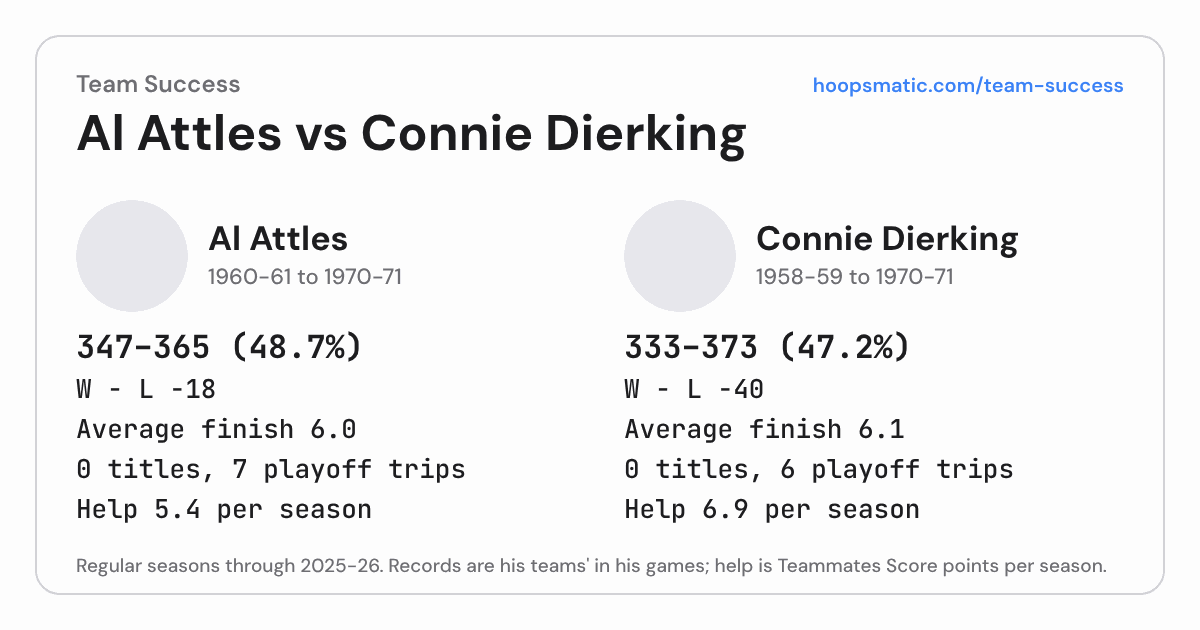 Team Success
hoopsmatic.com/team-success
Al Attles vs Connie Dierking
Al Attles
1960-61 to 1970-71
347-365 (48.7%)
W - L -18
Average finish 6.0
0 titles, 7 playoff trips
Help 5.4 per season
Connie Dierking
1958-59 to 1970-71
333-373 (47.2%)
W - L -40
Average finish 6.1
0 titles, 6 playoff trips
Help 6.9 per season
Regular seasons through 2025-26. Records are his teams' in his games; help is Teammates Score points per season.